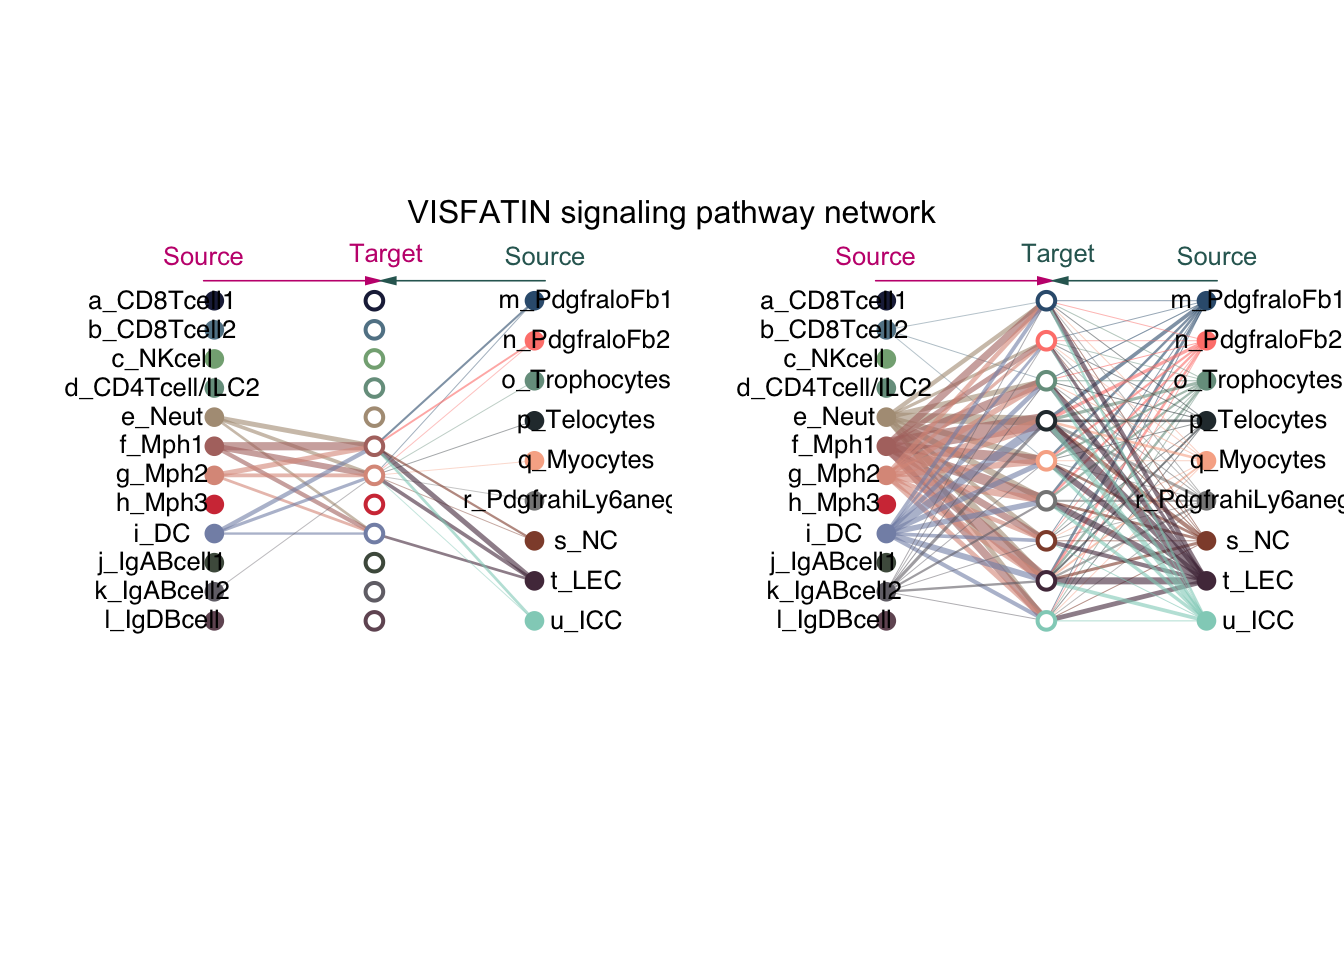 VISFATIN signaling pathway network
Source Target Source
a_CD8Tcell1
b_CD8Tcell2
c_NKcell
d_CD4Tcell/ILC2
e_Neut
f_Mph1
g_Mph2
h_Mph3
i_DC
j_IgABcell1
k_IgABcell2
l_IgDBcell
m_PdgfraloFb1
n_PdgfraloFb2
o_Trophocytes
p_Telocytes
q_Myocytes
r_PdgfrahiLy6aneg
s_NC
t_LEC
u_ICC
Source Target Source
a_CD8Tcell1
b_CD8Tcell2
c_NKcell
d_CD4Tcell/ILC2
e_Neut
f_Mph1
g_Mph2
h_Mph3
i_DC
j_IgABcell1
k_IgABcell2
l_IgDBcell
m_PdgfraloFb1
n_PdgfraloFb2
o_Trophocytes
p_Telocytes
q_Myocytes
r_PdgfrahiLy6aneg
s_NC
t_LEC
u_ICC